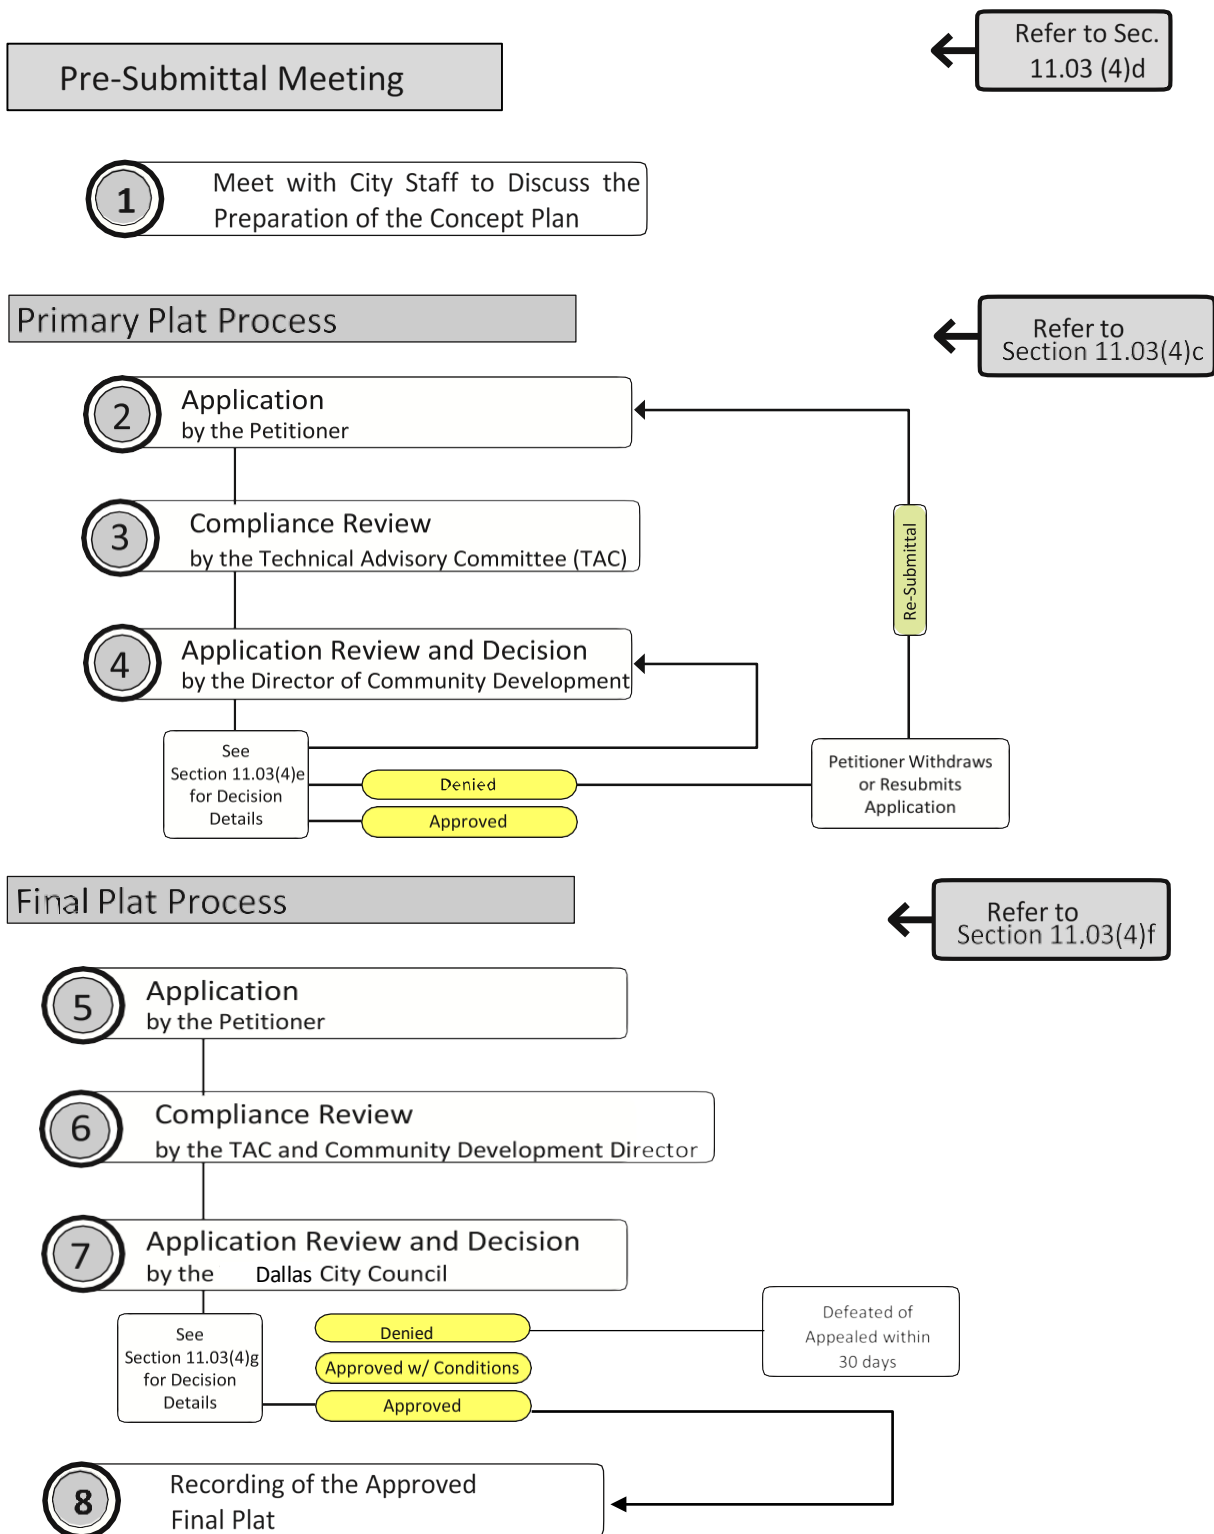 Refer to Sec.
11.03 (4)d
Pre-Submittal Meeting
1
Meet with City Staff to Discuss the
Preparation of the Concept Plan
Primary Plat Process
Refer to
Section 11.03(4)c
2
Application
by the Petitioner
3
Compliance Review
by the Technical Advisory Committee (TAC)
Re-Submittal
4
Application Review and Decision
by the Director of Community Development
See
Section 11.03(4)e
for Decision
Details
Denied
Approved
Petitioner Withdraws
or Resubmits
Application
Final Plat Process
Refer to
Section 11.03(4)f
5
Application
by the Petitioner
6
Compliance Review
by the TAC and Community Development Director
7
Application Review and Decision
by the Dallas City Council
See
Section 11.03(4)g
for Decision
Details
Denied
Approved w/ Conditions
Approved
Defeated of
Appealed within
30 days
8
Recording of the Approved
Final Plat